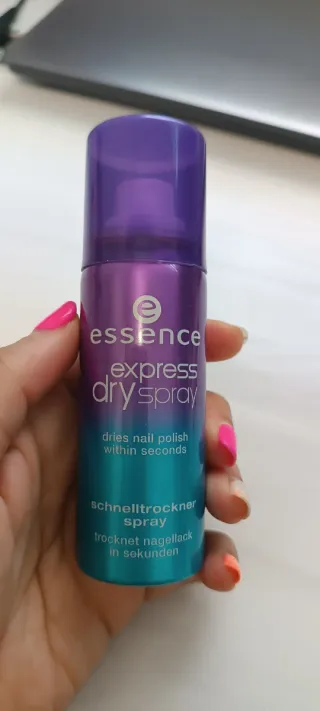 e
essence
express
dry spray
dries nail polish
within seconds
schnelltrockner
spray
trocknet nagellack
in sekunden